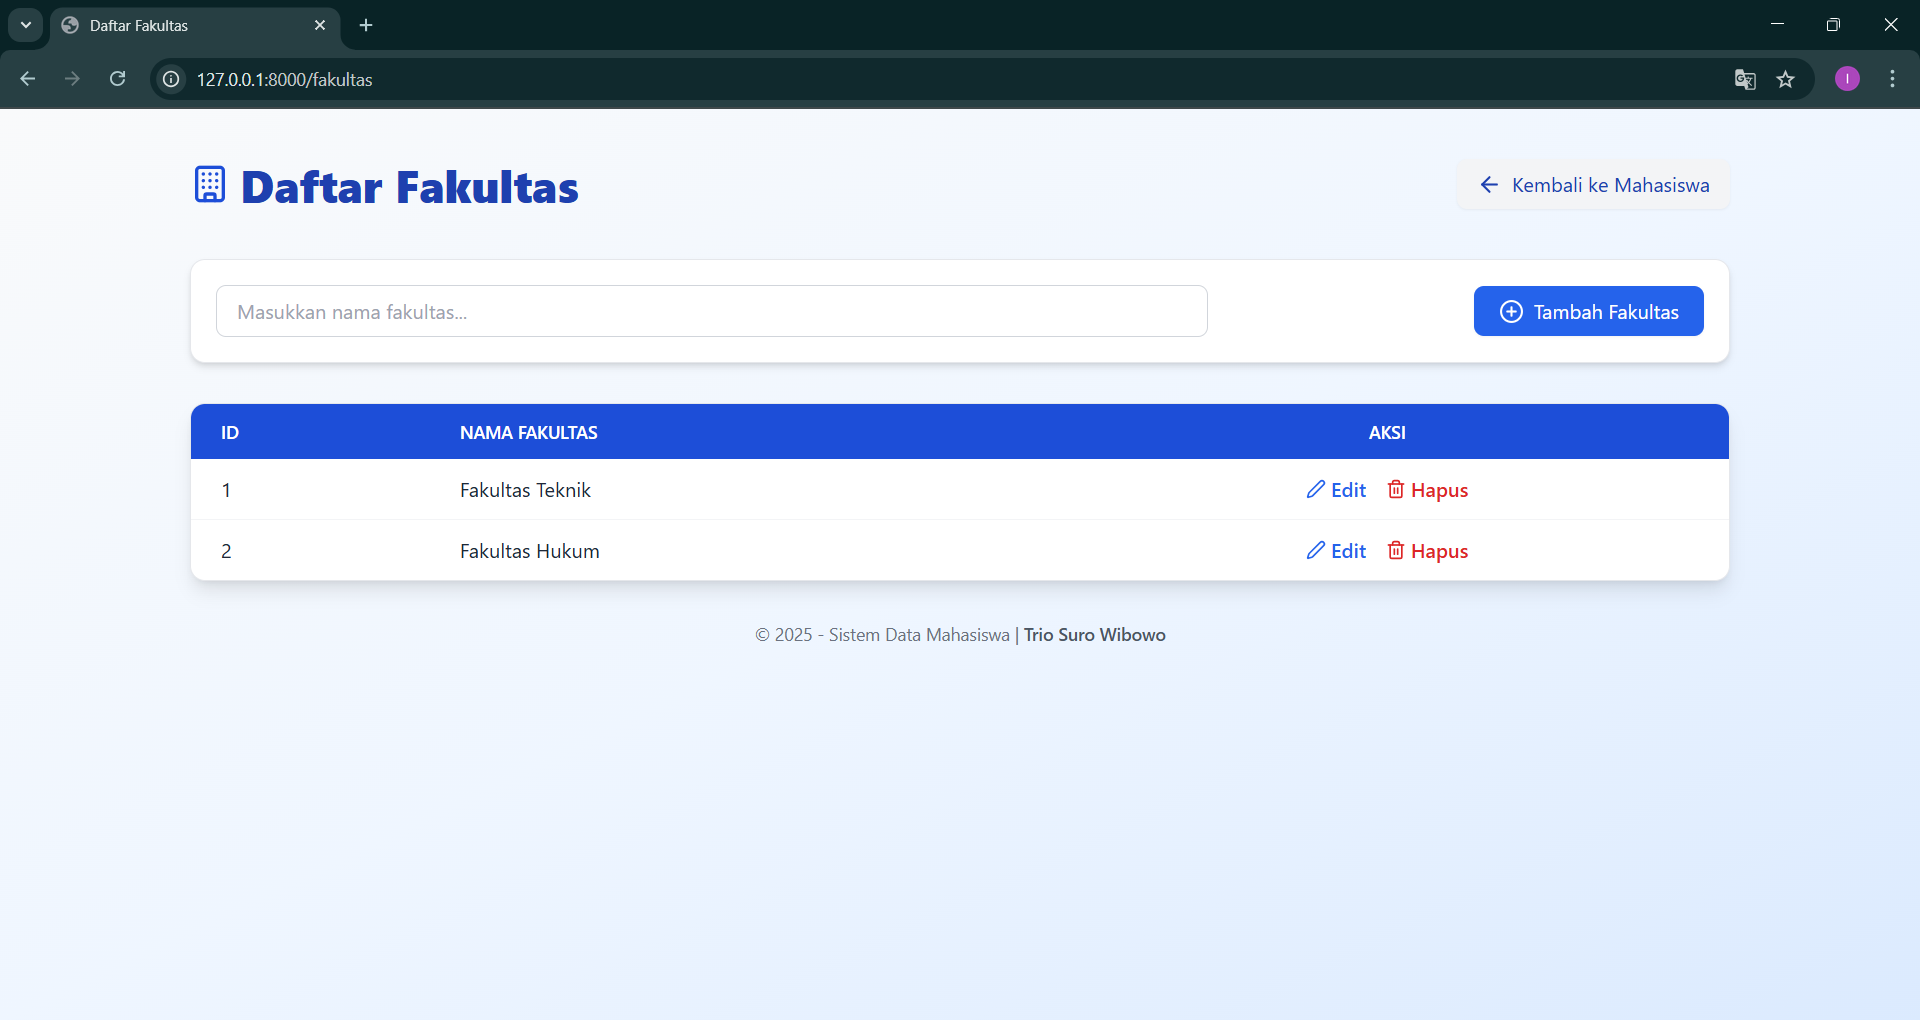 Daftar Fakultas
127.0.0.1:8000/fakultas
I
Daftar Fakultas
Kembali ke Mahasiswa
Masukkan nama fakultas...
Tambah Fakultas
ID NAMA FAKULTAS AKSI
1 Fakultas Teknik Edit Hapus
2 Fakultas Hukum Edit Hapus
© 2025 - Sistem Data Mahasiswa | Trio Suro Wibowo